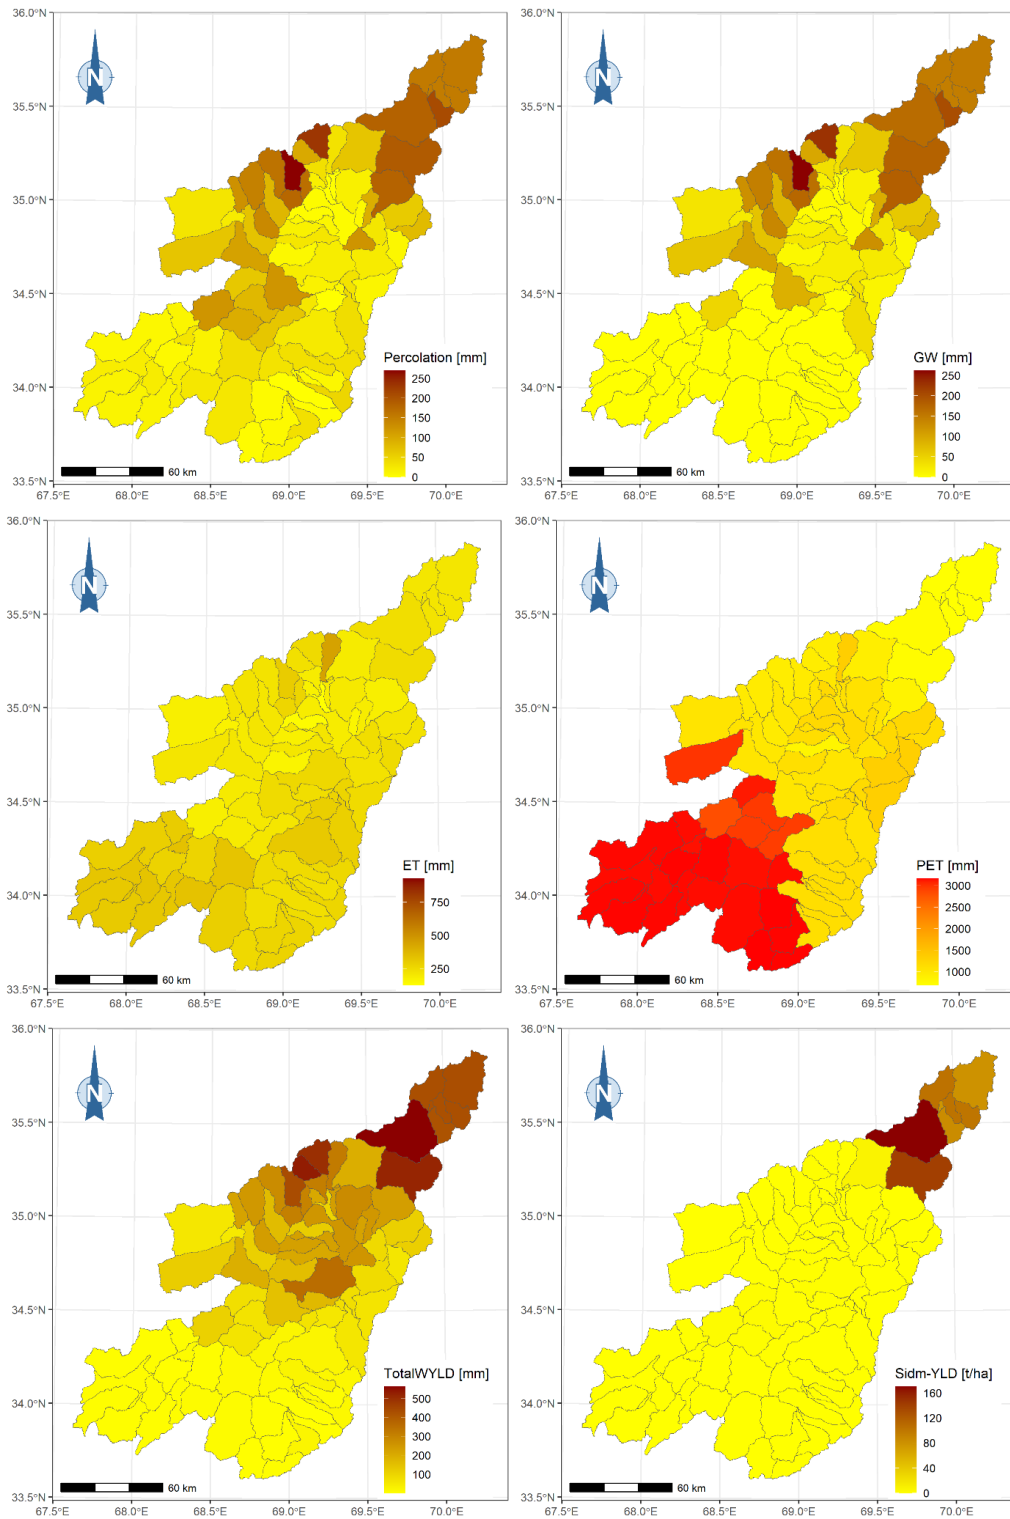 36.0°N
35.5°N
35.0°N
34.5°N
34.0°N
33.5°N
N
Percolation [mm]
250
200
150
100
50
0
60 km
67.5°E 68.0°E 68.5°E 69.0°E 69.5°E 70.0°E
36.0°N
35.5°N
35.0°N
34.5°N
34.0°N
33.5°N
N
GW [mm]
250
200
150
100
50
0
60 km
67.5°E 68.0°E 68.5°E 69.0°E 69.5°E 70.0°E
36.0°N
35.5°N
35.0°N
34.5°N
34.0°N
33.5°N
N
ET [mm]
750
500
250
60 km
67.5°E 68.0°E 68.5°E 69.0°E 69.5°E 70.0°E
36.0°N
35.5°N
35.0°N
34.5°N
34.0°N
33.5°N
N
PET [mm]
3000
2500
2000
1500
1000
60 km
67.5°E 68.0°E 68.5°E 69.0°E 69.5°E 70.0°E
36.0°N
35.5°N
35.0°N
34.5°N
34.0°N
33.5°N
N
TotalWYLD [mm]
500
400
300
200
100
60 km
67.5°E 68.0°E 68.5°E 69.0°E 69.5°E 70.0°E
36.0°N
35.5°N
35.0°N
34.5°N
34.0°N
33.5°N
N
Sidm-YLD [t/ha]
160
120
80
40
0
60 km
67.5°E 68.0°E 68.5°E 69.0°E 69.5°E 70.0°E